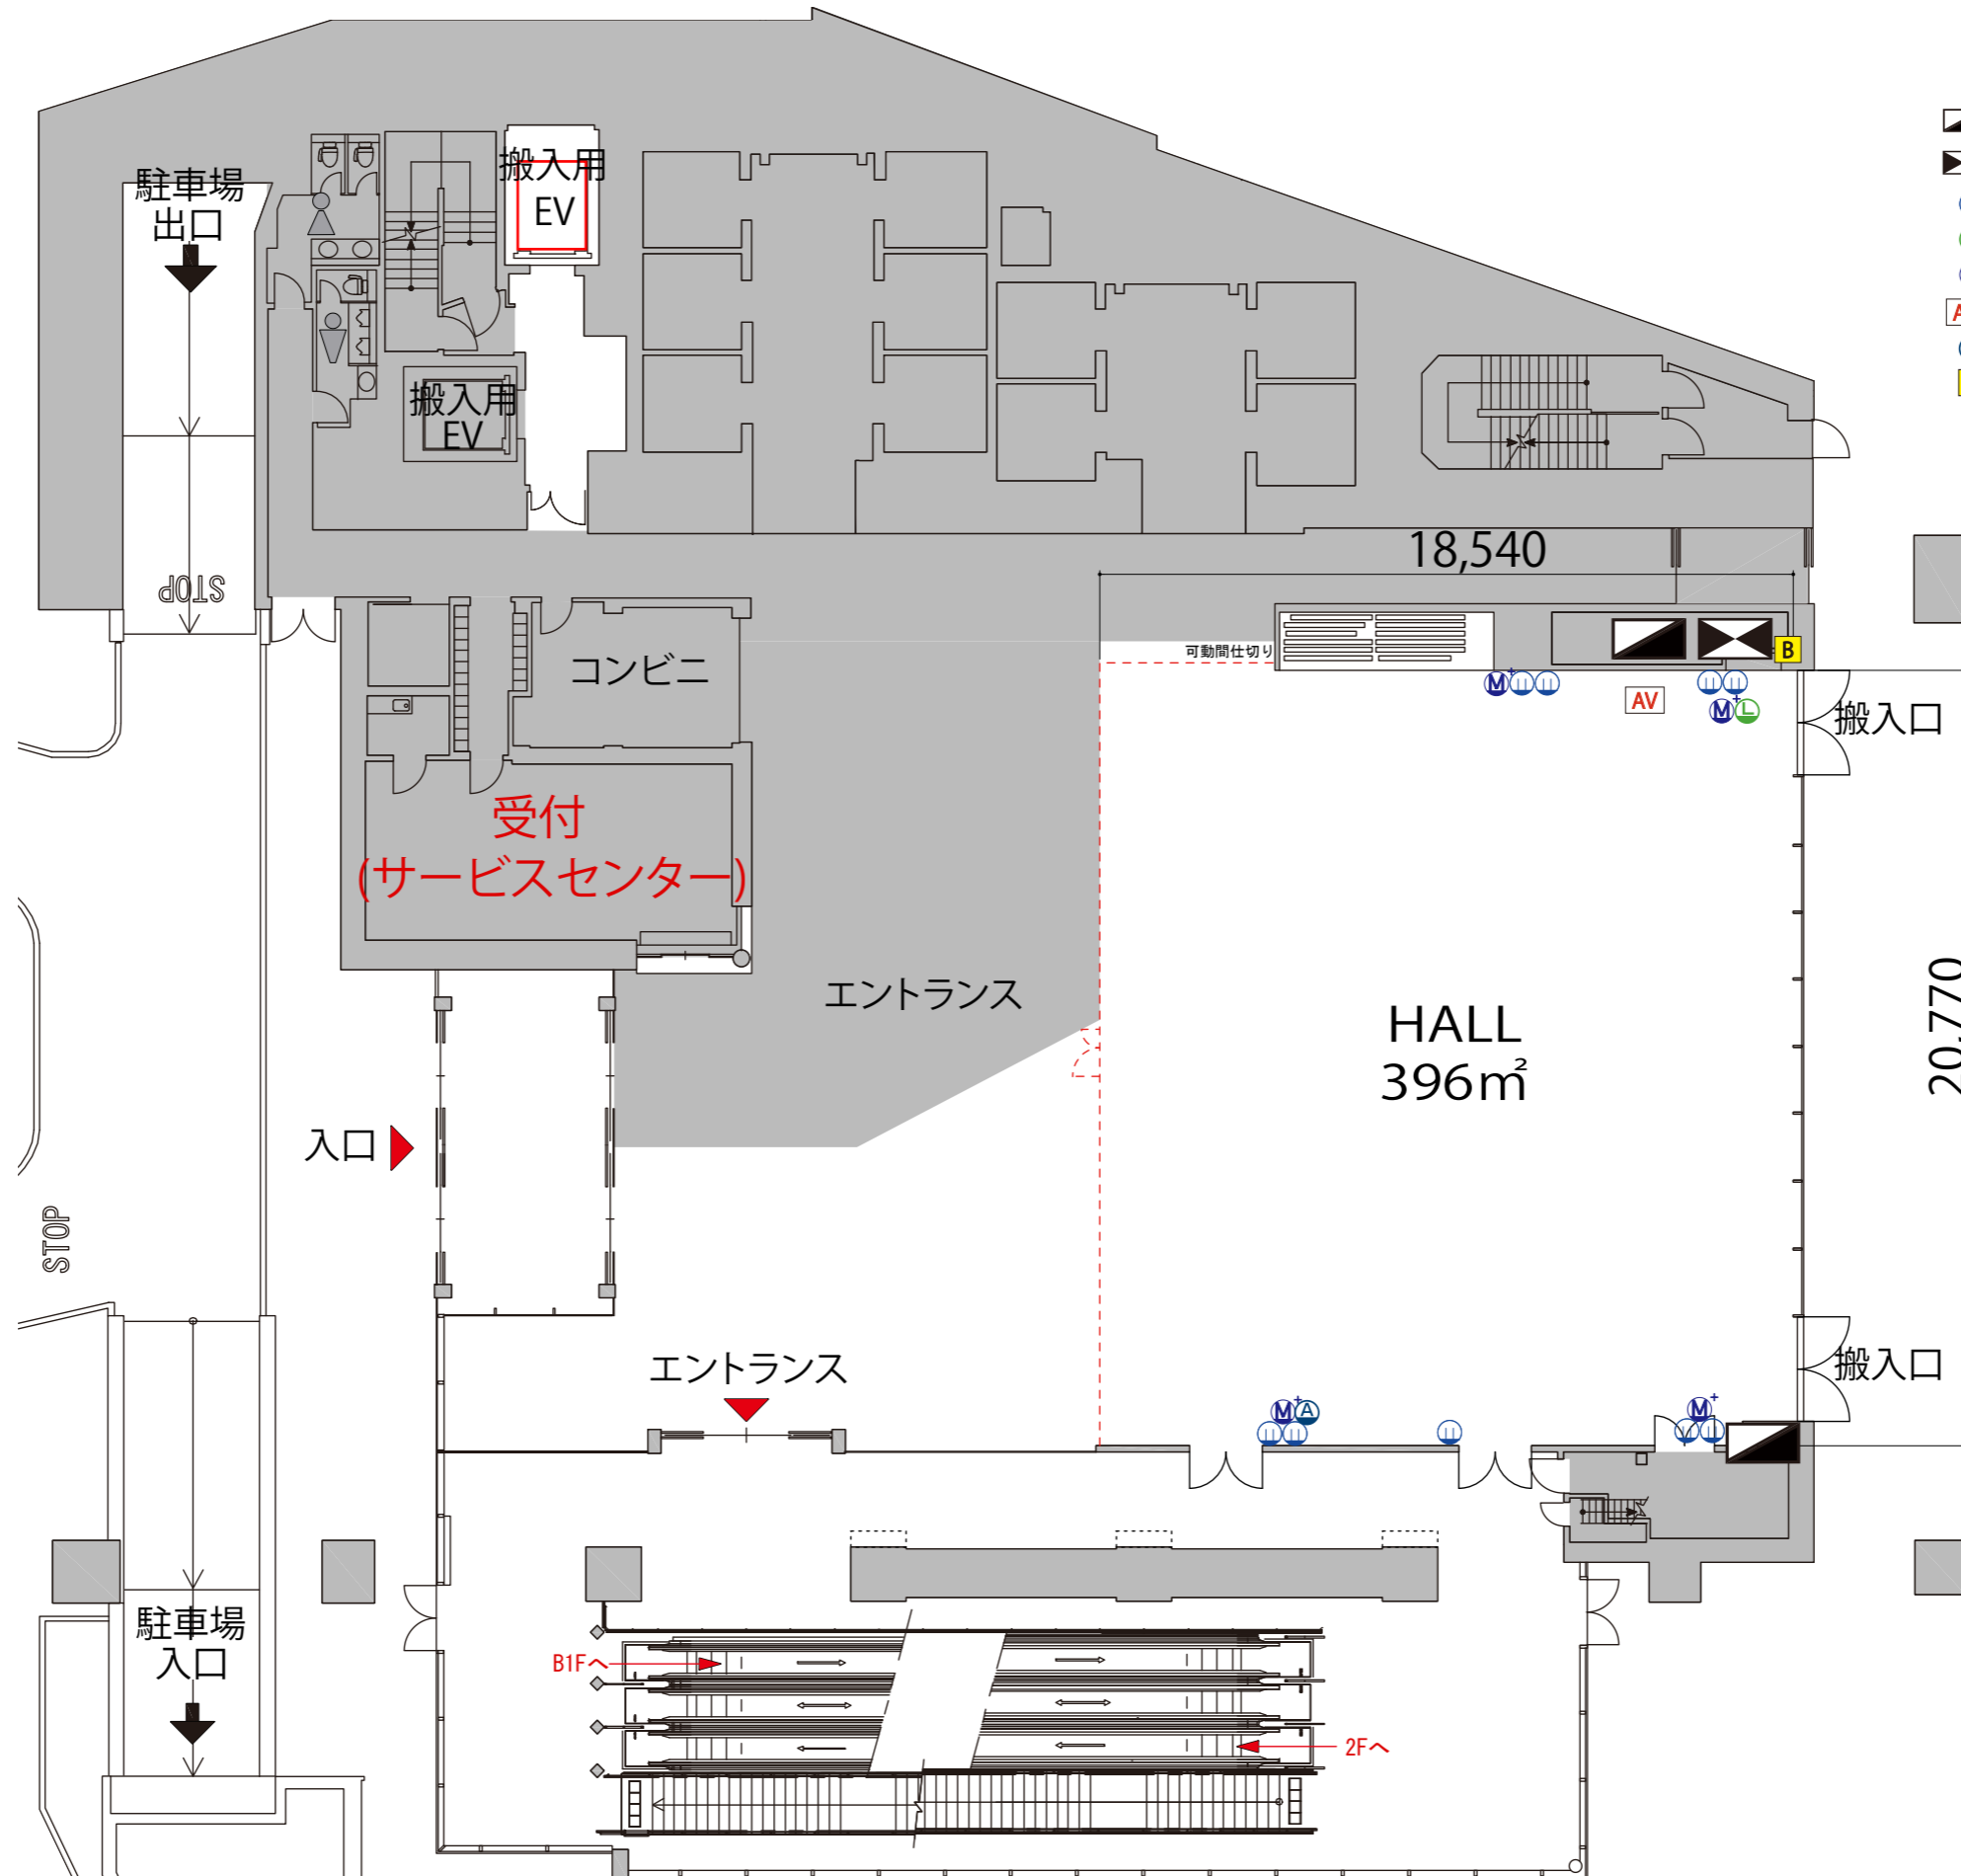 駐車場
出口
搬入用
EV
搬入用
EV
STOP
18,540
可動間仕切り
B
コンビニ
M
AV
M
L
搬入口
受付
(サービスセンター)
エントランス
HALL
396㎡
20,770
入口
STOP
エントランス
搬入口
M
A
M
駐車場
入口
B1Fへ
2Fへ